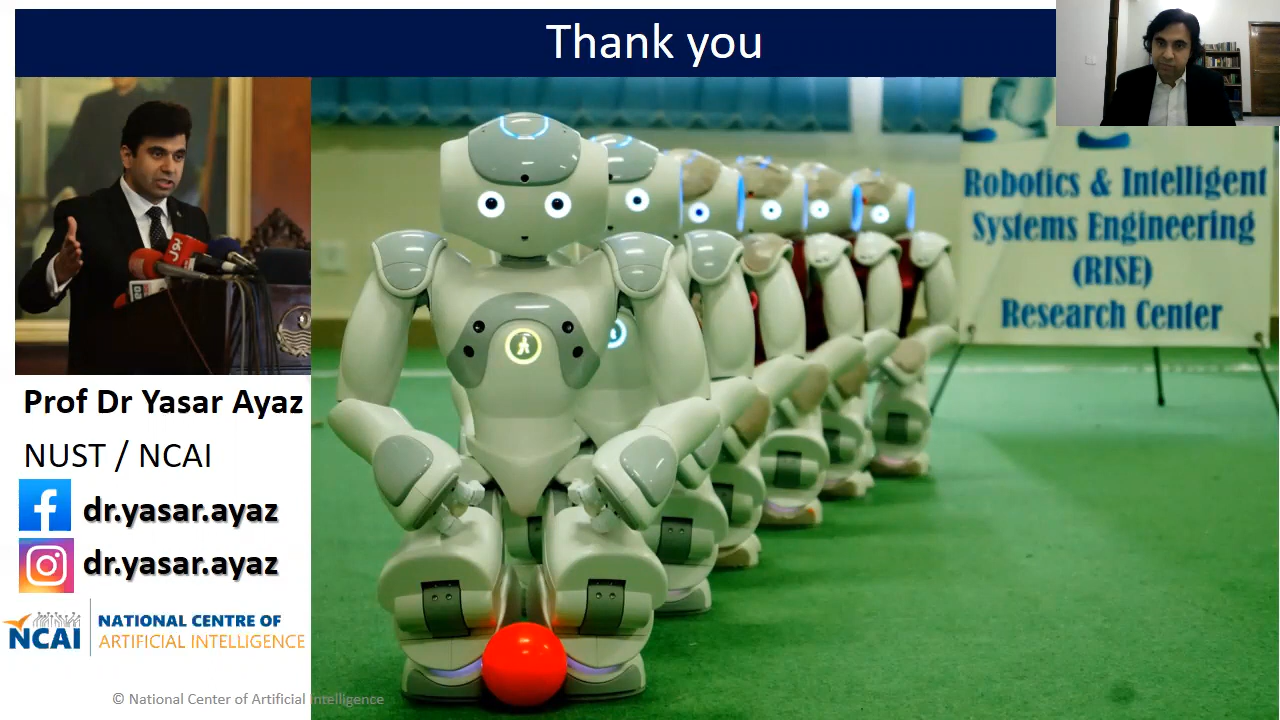 Thank you
Robotics & Intelligent
Systems Engineering
(RISE)
Research Center
Prof Dr Yasar Ayaz
NUST / NCAI
dr.yasar.ayaz
dr.yasar.ayaz
NCAI
NATIONAL CENTRE OF
ARTIFICIAL INTELLIGENCE
© National Center of Artificial Intelligence